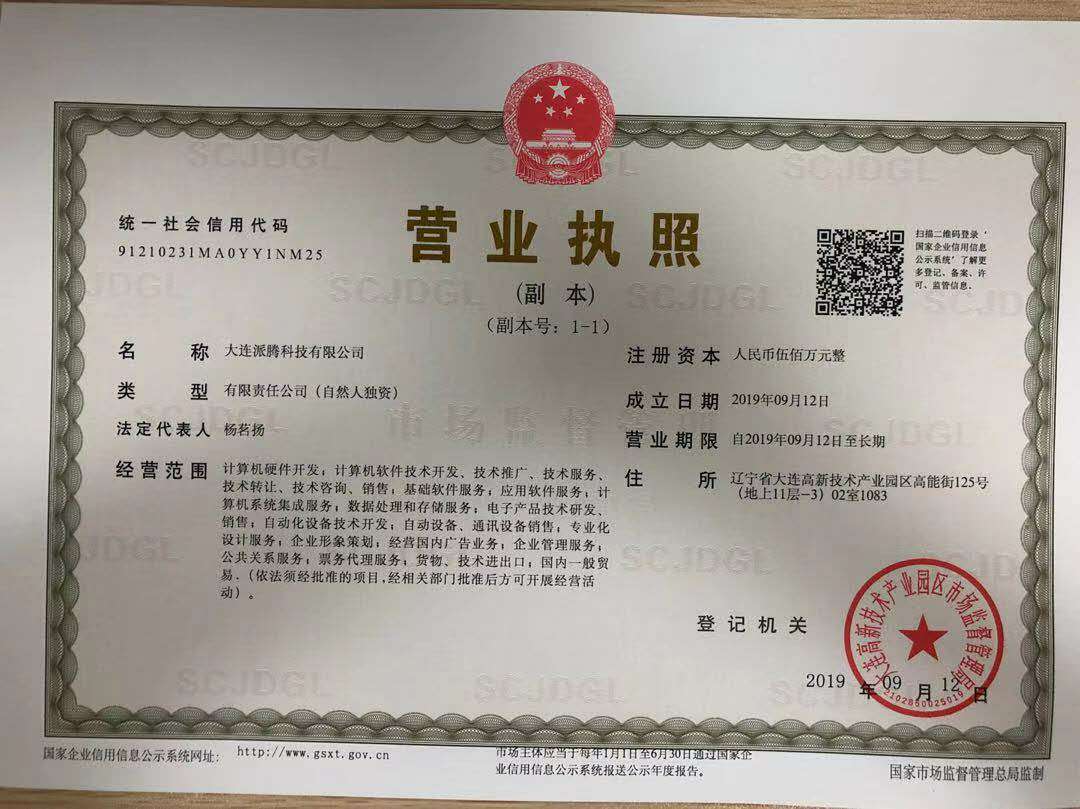 统一社会信用代码
91210231MA0YY1NM25
营业执照
(副 本)
(副本号：1-1)
扫描二维码登录‘
国家企业信用信息
公示系统’了解更
多登记、备案、许
可、监管信息。
名 称 大连派腾科技有限公司
类 型 有限责任公司（自然人独资）
法定代表人 杨茗扬
经营范围 计算机硬件开发；计算机软件技术开发、技术推广、技术服务、
技术转让、技术咨询、销售；基础软件服务；应用软件服务；计
算机系统集成服务；数据处理和存储服务；电子产品技术研发、
销售；自动化设备技术开发；自动设备、通讯设备销售；专业化
设计服务；企业形象策划；经营国内广告业务；企业管理服务；
公共关系服务；票务代理服务；货物、技术进出口；国内一般贸
易.（依法须经批准的项目,经相关部门批准后方可开展经营活
动）。
注册资本 人民币伍佰万元整
成立日期 2019年09月12日
营业期限 自2019年09月12日至长期
住 所 辽宁省大连高新技术产业园区高能街125号
（地上11层-3）02室1083
登记机关
大连高新技术产业园区市场监督管理局
2102860025019
2019 年 09 月 12 日
国家企业信用信息公示系统网址： http://www.gsxt.gov.cn
市场主体应当于每年1月1日至6月30日通过国家企
业信用信息公示系统报送公示年度报告。
国家市场监督管理总局监制
SCJDGL
市场监督管理